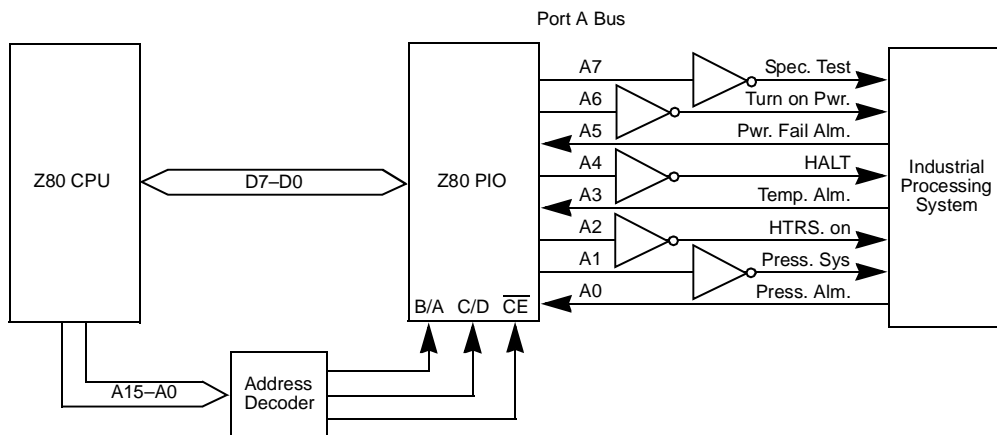 Port A Bus
A7
Spec. Test
A6
Turn on Pwr.
A5
Pwr. Fail Alm.
Z80 CPU
D7–D0
Z80 PIO
A4
HALT
Industrial
Processing
System
A3
Temp. Alm.
A2
HTRS. on
A1
Press. Sys
A0
Press. Alm.
B/A C/D CE
A15–A0
Address
Decoder